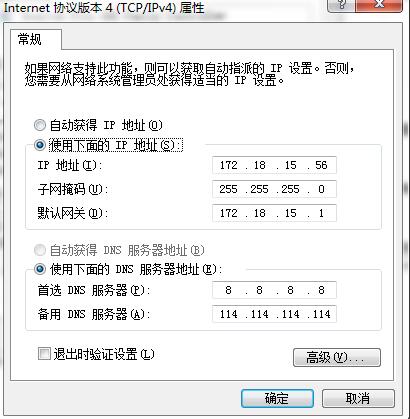 Internet 协议版本 4 (TCP/IPv4) 属性
常规
如果网络支持此功能，则可以获取自动指派的 IP 设置。否则，
您需要从网络系统管理员处获得适当的 IP 设置。
自动获得 IP 地址(O)
使用下面的 IP 地址(S):
IP 地址(I): 172 . 18 . 15 . 56
子网掩码(U): 255 .255 .255 . 0
默认网关(D): 172 . 18 . 15 . 1
自动获得 DNS 服务器地址(B)
使用下面的 DNS 服务器地址(E):
首选 DNS 服务器(P): 8 . 8 . 8 . 8
备用 DNS 服务器(A): 114 .114 .114 .114
退出时验证设置(L)
高级(V)...
确定 取消